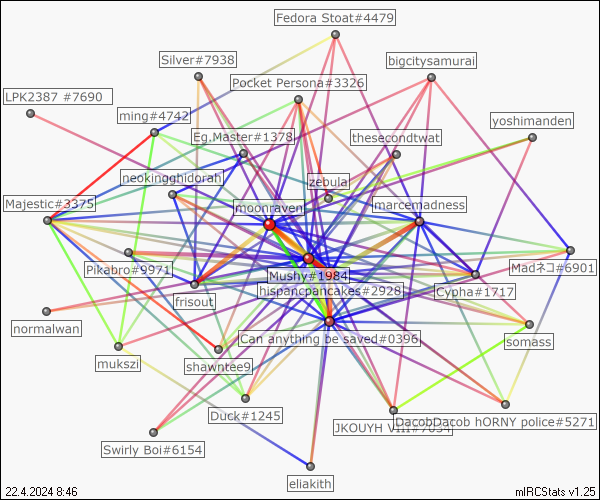 Fedora Stoat#4479
Silver#7938
bigcitysamurai
Pocket Persona#3326
LPK2387 #7690
ming#4742
yoshimanden
Eg.Master#1378
thesecondtwat
neokingghidorah
zebular
Majestic#3375
moonraven
marcemadness
Pikabro#9971
Mushy#1984
Madネコ#6901
frisout
hispancpancakes#2928
Cypha#1717
normalwan
Can anything be saved#0396
somass
mukszi
shawntee9
Duck#1245
JKOUYH VIII#7034
DacobDacob hORNY police#5271
Swirly Boi#6154
eliakith
22.4.2024 8:46
mIRCStats v1.25